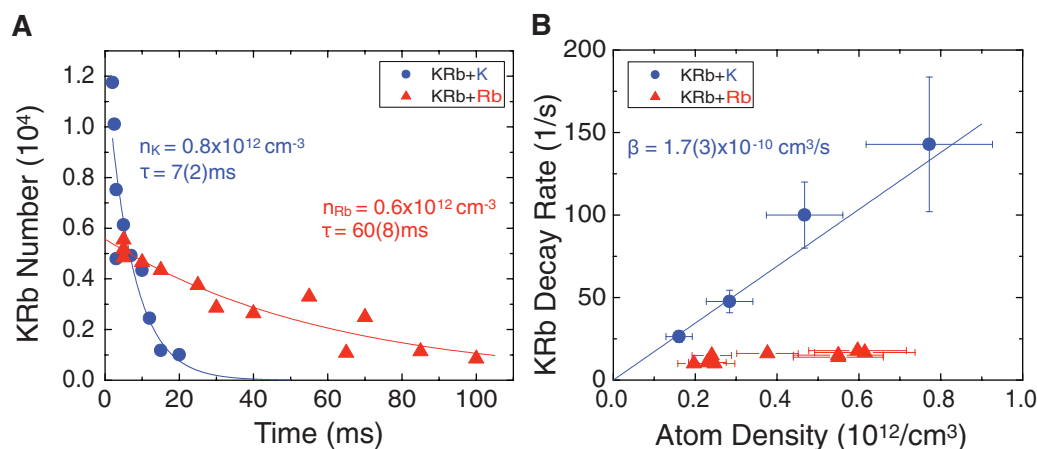 A
KRb Number (10⁴)
1.2
1.0
0.8
0.6
0.4
0.2
0.0
KRb+K
KRb+Rb
n_K = 0.8x10¹² cm⁻³
τ = 7(2)ms
n_Rb = 0.6x10¹² cm⁻³
τ = 60(8)ms
0 20 40 60 80 100
Time (ms)
B
KRb Decay Rate (1/s)
200
150
100
50
0
KRb+K
KRb+Rb
β = 1.7(3)x10⁻¹⁰ cm³/s
0.0 0.2 0.4 0.6 0.8 1.0
Atom Density (10¹²/cm³)